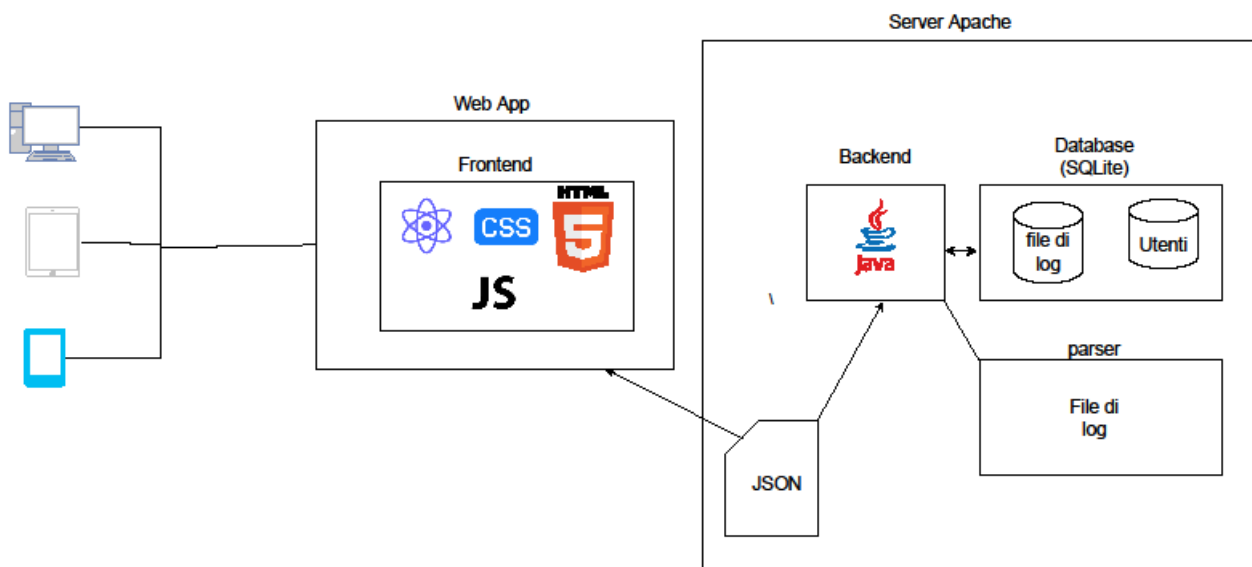 Server Apache
Web App
Frontend
HTML
CSS
5
JS
Backend
Java
Database
(SQLite)
file di
log
Utenti
\
parser
File di
log
JSON